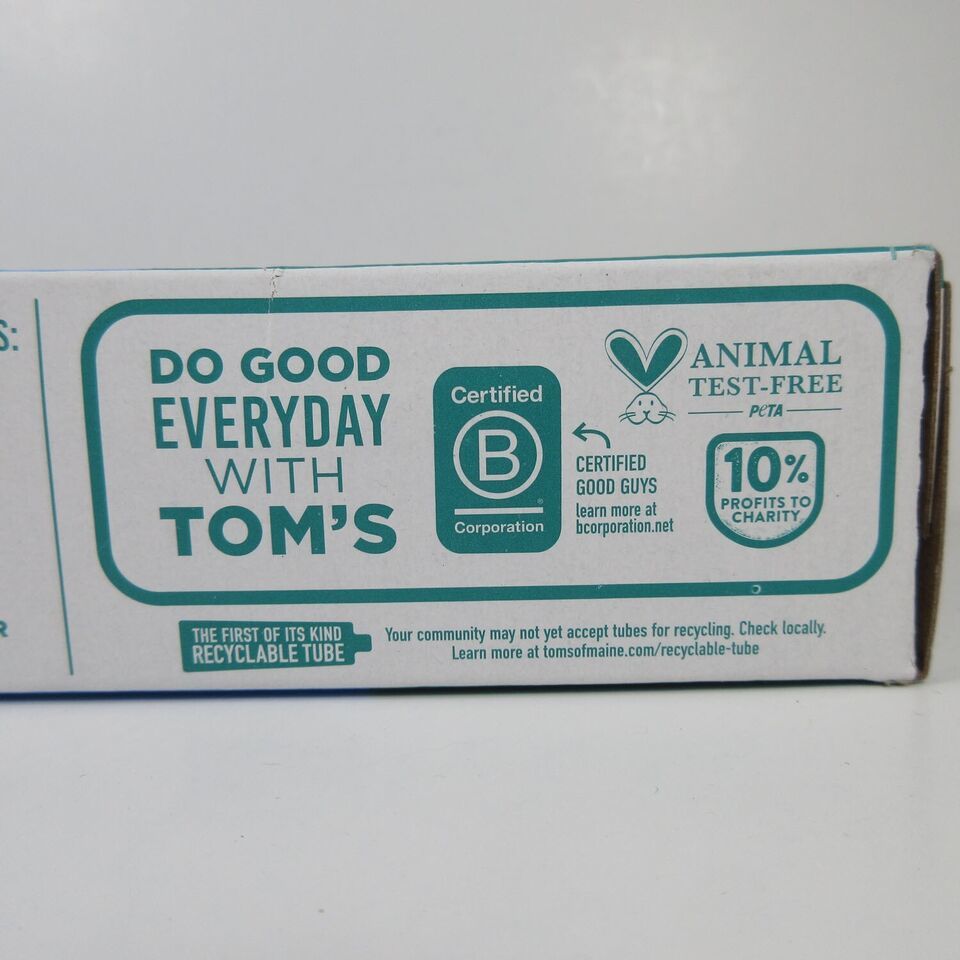 S:
R
DO GOOD
EVERYDAY
WITH
TOM'S
Certified
B
®
Corporation
CERTIFIED
GOOD GUYS
learn more at
bcorporation.net
ANIMAL
TEST-FREE
PeTA
10%
PROFITS TO
CHARITY
THE FIRST OF ITS KIND
RECYCLABLE TUBE
Your community may not yet accept tubes for recycling. Check locally.
Learn more at tomsofmaine.com/recyclable-tube